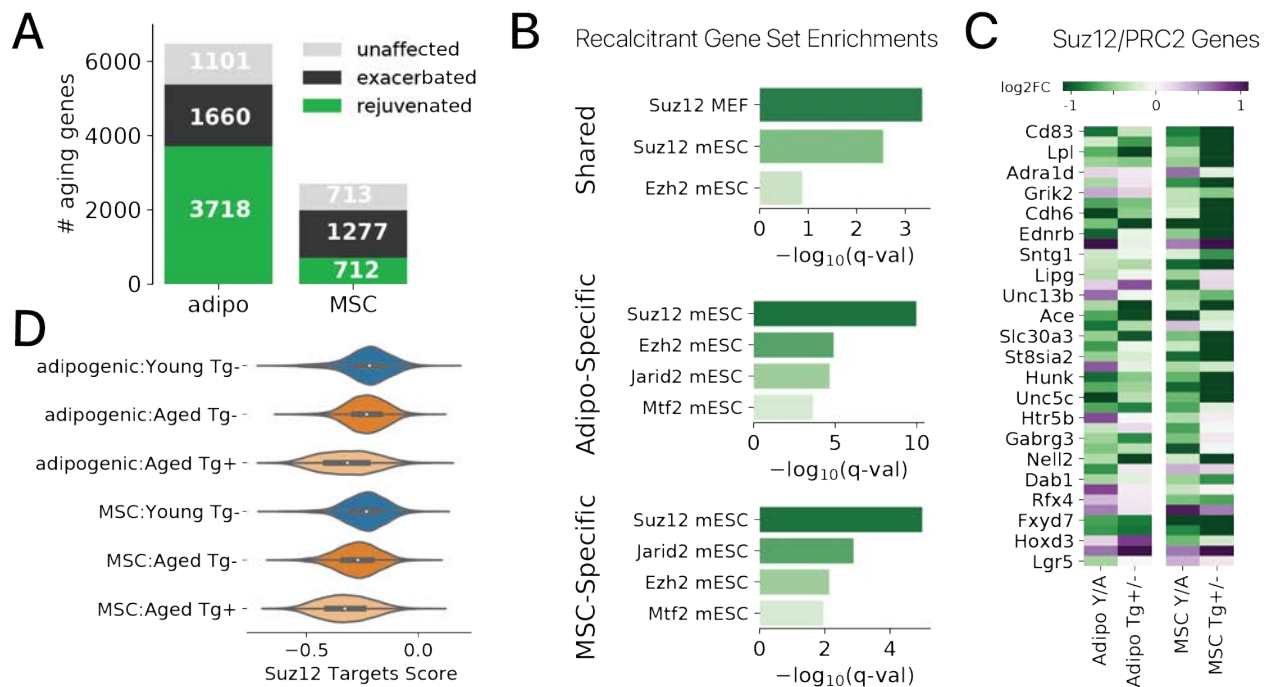 A
# aging genes
6000
4000
2000
0
1101
1660
3718
713
1277
712
adipo
MSC
unaffected
exacerbated
rejuvenated
B
Recalcitrant Gene Set Enrichments
Shared
Suz12 MEF
Suz12 mESC
Ezh2 mESC
0 1 2 3
−log10(q-val)
Adipo-Specific
Suz12 mESC
Ezh2 mESC
Jarid2 mESC
Mtf2 mESC
0 5 10
−log10(q-val)
MSC-Specific
Suz12 mESC
Jarid2 mESC
Ezh2 mESC
Mtf2 mESC
0 2 4
−log10(q-val)
C
Suz12/PRC2 Genes
log2FC
-1 0 1
Cd83
Lpl
Adra1d
Grik2
Cdh6
Ednrb
Sntg1
Lipg
Unc13b
Ace
Slc30a3
St8sia2
Hunk
Unc5c
Htr5b
Gabrg3
Nell2
Dab1
Rfx4
Fxyd7
Hoxd3
Lgr5
Adipo Y/A
Adipo Tg+/-
MSC Y/A
MSC Tg+/-
D
adipogenic:Young Tg-
adipogenic:Aged Tg-
adipogenic:Aged Tg+
MSC:Young Tg-
MSC:Aged Tg-
MSC:Aged Tg+
−0.5 0.0
Suz12 Targets Score